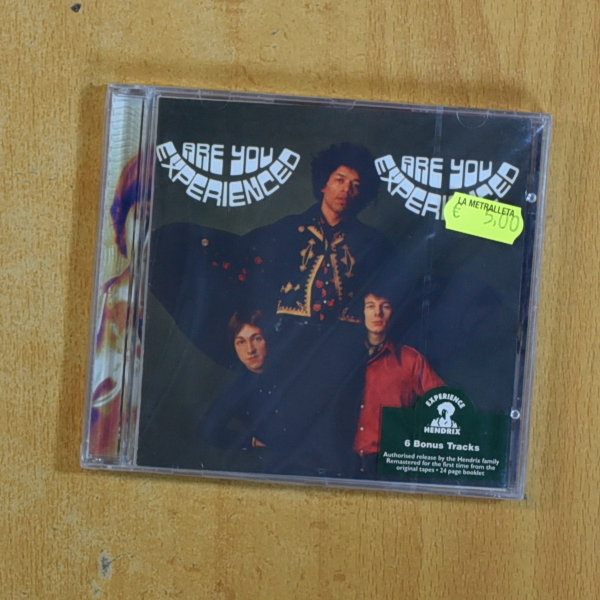 ARE YOU
EXPERIENCED
ARE YOU
LA METRALLETA
€ 5,00
EXPERIENCE
HENDRIX
6 Bonus Tracks
Authorised release by the Hendrix family
Remastered for the first time from the
original tapes • 24 page booklet